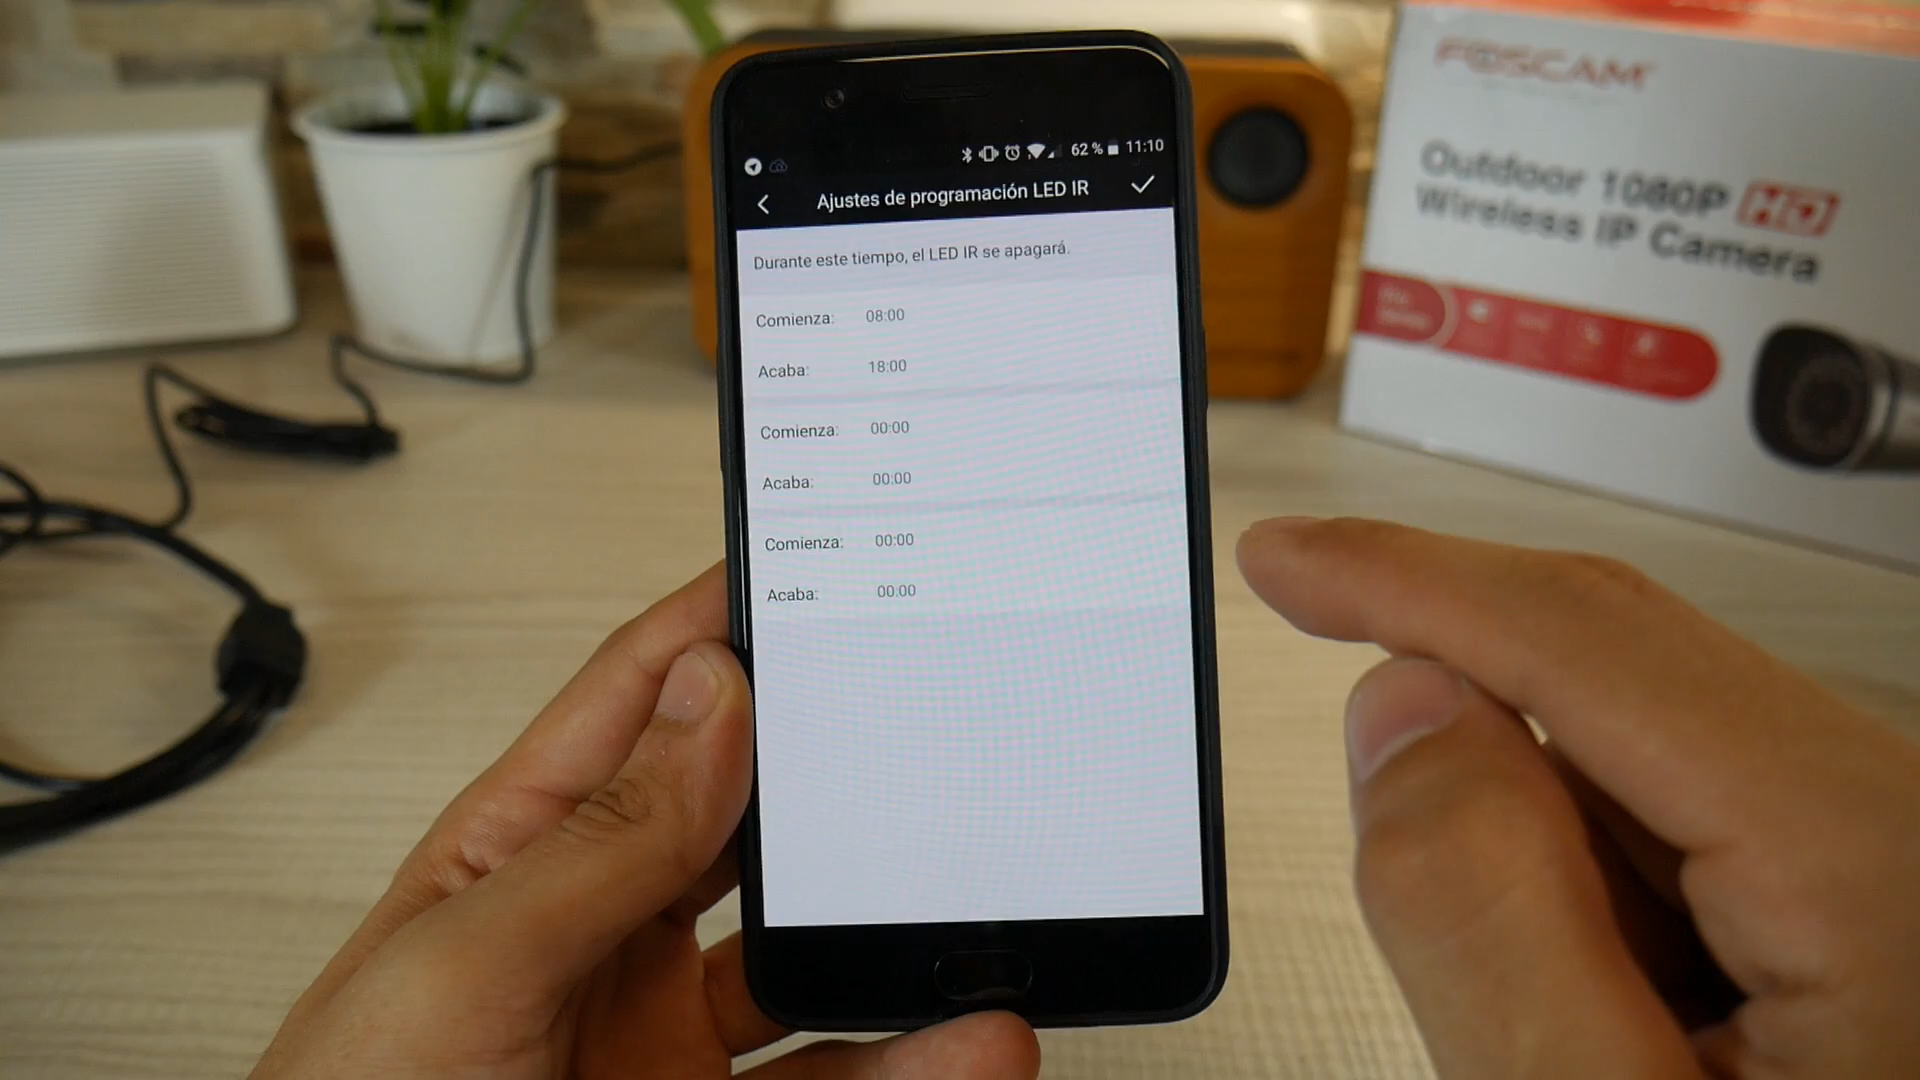 62 % 11:10
Ajustes de programación LED IR
Durante este tiempo, el LED IR se apagará.
Comienza: 08:00
Acaba: 18:00
Comienza: 00:00
Acaba: 00:00
Comienza: 00:00
Acaba: 00:00
FOSCAM
Outdoor 1080P HD
Wireless IP Camera